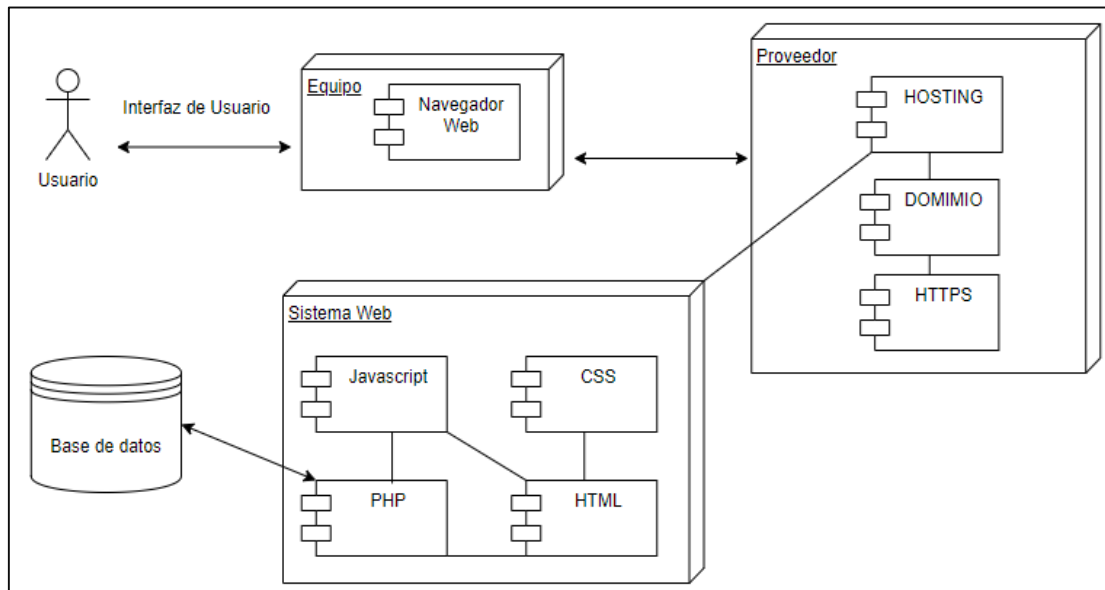 Usuario
Interfaz de Usuario
Equipo
Navegador
Web
Proveedor
HOSTING
DOMIMIO
HTTPS
Sistema Web
Javascript
CSS
PHP
HTML
Base de datos